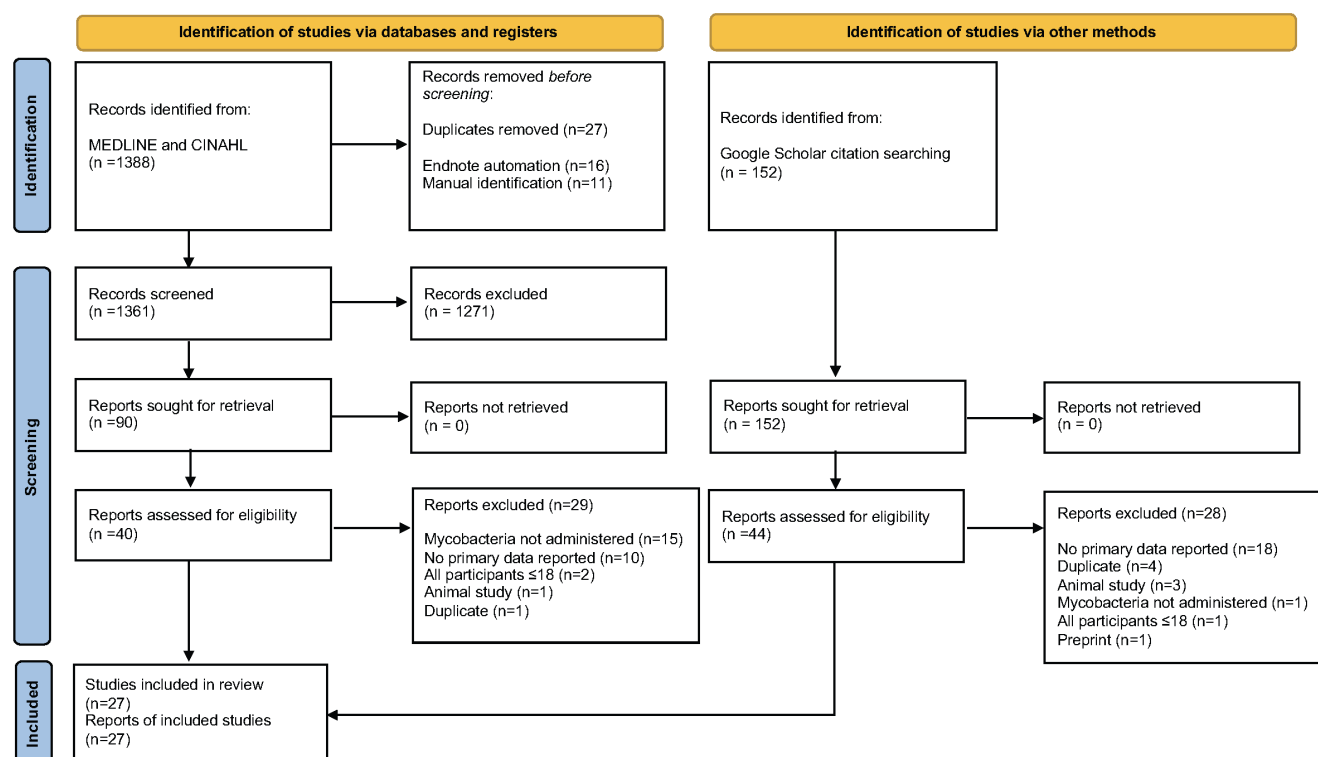 Identification of studies via databases and registers
Identification of studies via other methods
Identification
Records identified from:
MEDLINE and CINAHL
(n =1388)
Records removed before
screening:
Duplicates removed (n=27)
Endnote automation (n=16)
Manual identification (n=11)
Records identified from:
Google Scholar citation searching
(n = 152)
Screening
Records screened
(n =1361)
Records excluded
(n = 1271)
Reports sought for retrieval
(n =90)
Reports not retrieved
(n = 0)
Reports sought for retrieval
(n = 152)
Reports not retrieved
(n = 0)
Reports assessed for eligibility
(n =40)
Reports excluded (n=29)
Mycobacteria not administered (n=15)
No primary data reported (n=10)
All participants ≤18 (n=2)
Animal study (n=1)
Duplicate (n=1)
Reports assessed for eligibility
(n =44)
Reports excluded (n=28)
No primary data reported (n=18)
Duplicate (n=4)
Animal study (n=3)
Mycobacteria not administered (n=1)
All participants ≤18 (n=1)
Preprint (n=1)
Included
Studies included in review
(n=27)
Reports of included studies
(n=27)